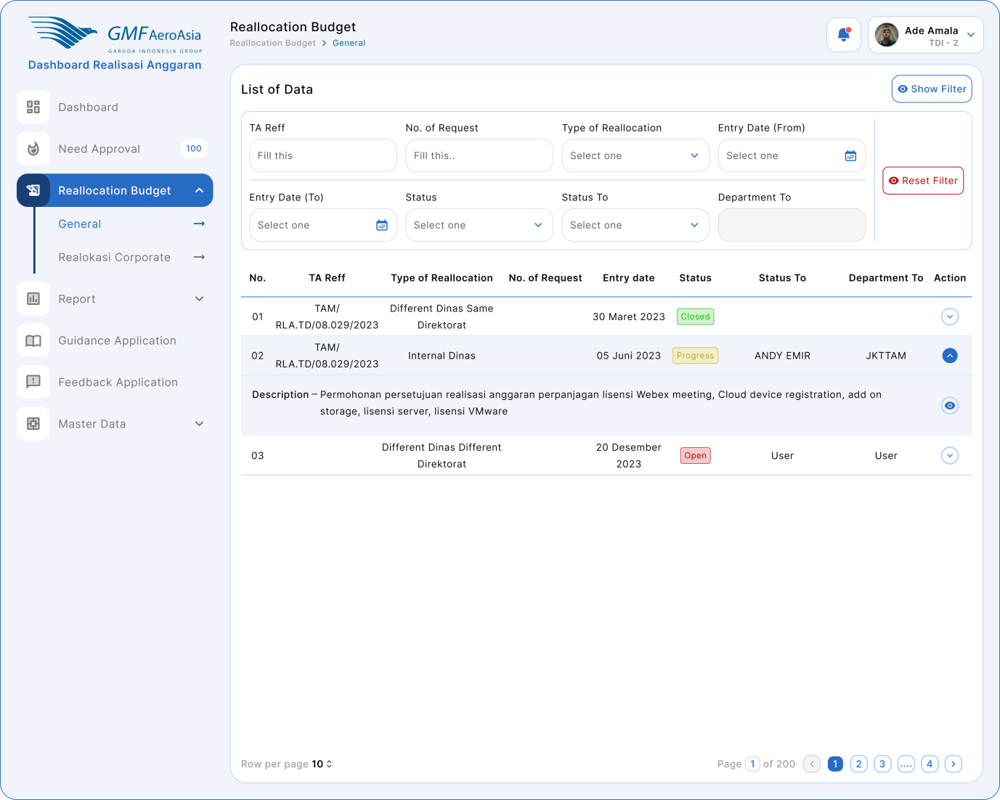 GMF AeroAsia
GARUDA INDONESIA GROUP
Dashboard Realisasi Anggaran
Dashboard
Need Approval 100
Reallocation Budget
General
Realokasi Corporate
Report
Guidance Application
Feedback Application
Master Data
Reallocation Budget
Reallocation Budget > General
Ade Amala
TDI - 2
List of Data
Show Filter
TA Reff No. of Request Type of Reallocation Entry Date (From)
Fill this Fill this.. Select one Select one
Reset Filter
Entry Date (To) Status Status To Department To
Select one Select one Select one
No. TA Reff Type of Reallocation No. of Request Entry date Status Status To Department To Action
01 TAM/
RLA.TD/08.029/2023 Different Dinas Same
Direktorat 30 Maret 2023 Closed
02 TAM/
RLA.TD/08.029/2023 Internal Dinas 05 Juni 2023 Progress ANDY EMIR JKTTAM
Description – Permohonan persetujuan realisasi anggaran perpanjagan lisensi Webex meeting, Cloud device registration, add on
storage, lisensi server, lisensi VMware
03 Different Dinas Different
Direktorat 20 Desember
2023 Open User User
Row per page 10
Page 1 of 200 < 1 2 3 .... 4 >